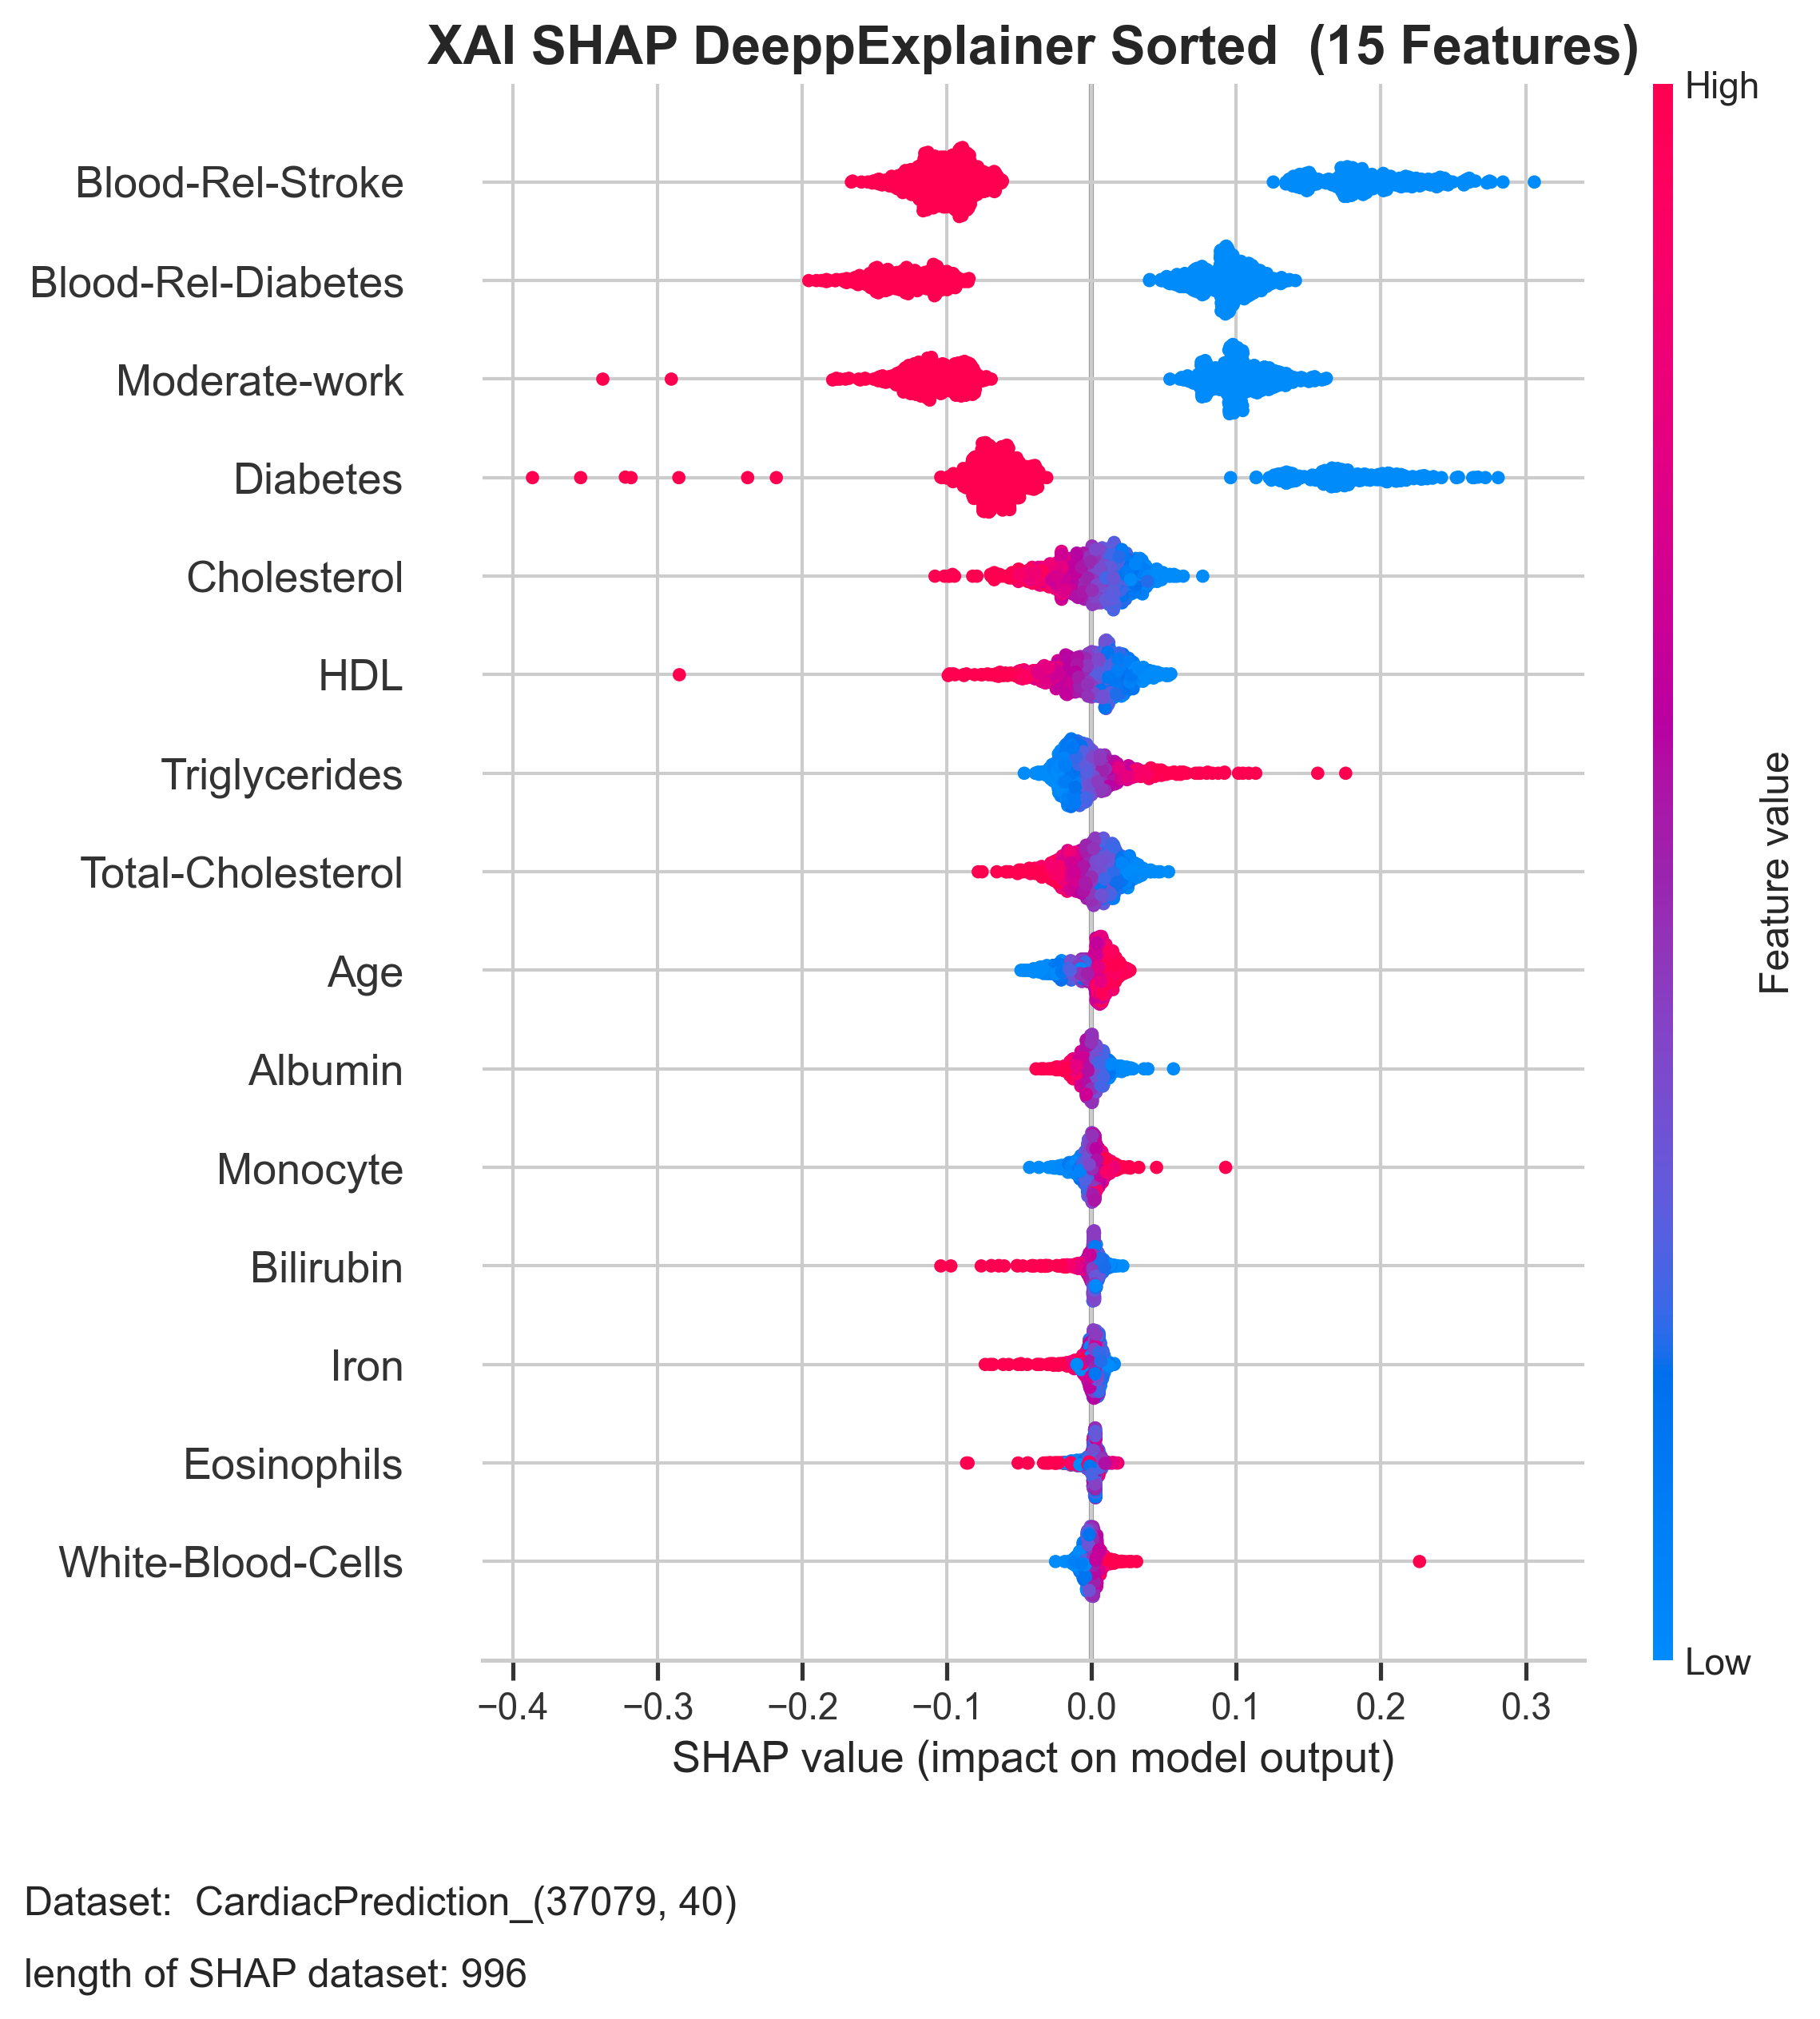 XAI SHAP DeeppExplainer Sorted  (15 Features)
High
Blood-Rel-Stroke
Blood-Rel-Diabetes
Moderate-work
Diabetes
Cholesterol
HDL
Triglycerides
Total-Cholesterol
Age
Albumin
Monocyte
Bilirubin
Iron
Eosinophils
White-Blood-Cells
Feature value
Low
−0.4 −0.3 −0.2 −0.1 0.0 0.1 0.2 0.3
SHAP value (impact on model output)
Dataset:  CardiacPrediction_(37079, 40)
length of SHAP dataset: 996